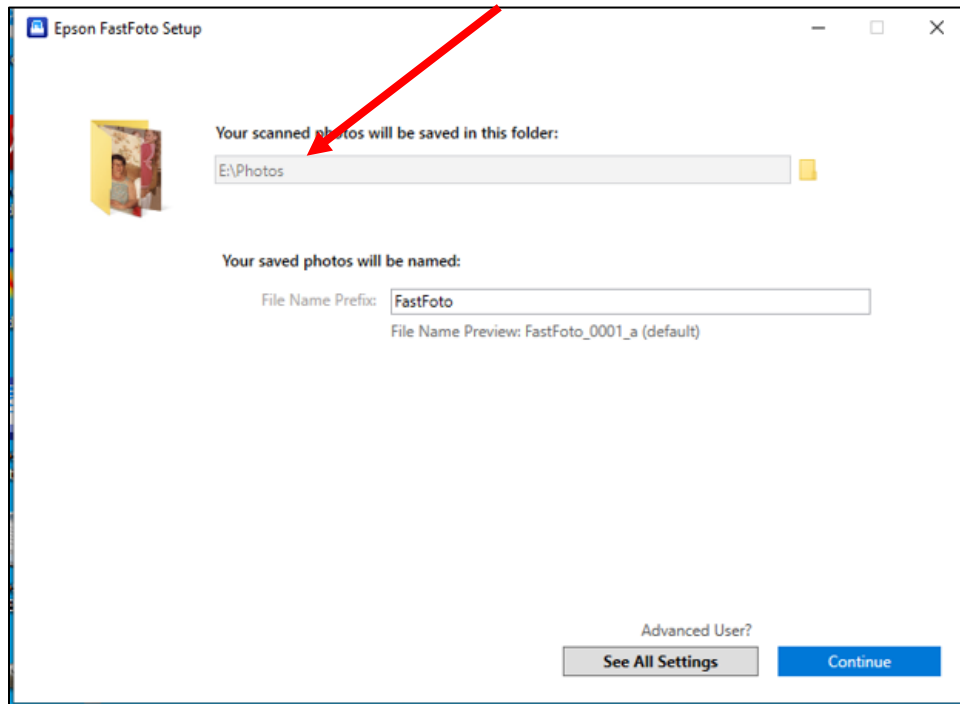 Epson FastFoto Setup
Your scanned photos will be saved in this folder:
E:\Photos
Your saved photos will be named:
File Name Prefix: FastFoto
File Name Preview: FastFoto_0001_a (default)
Advanced User?
See All Settings Continue